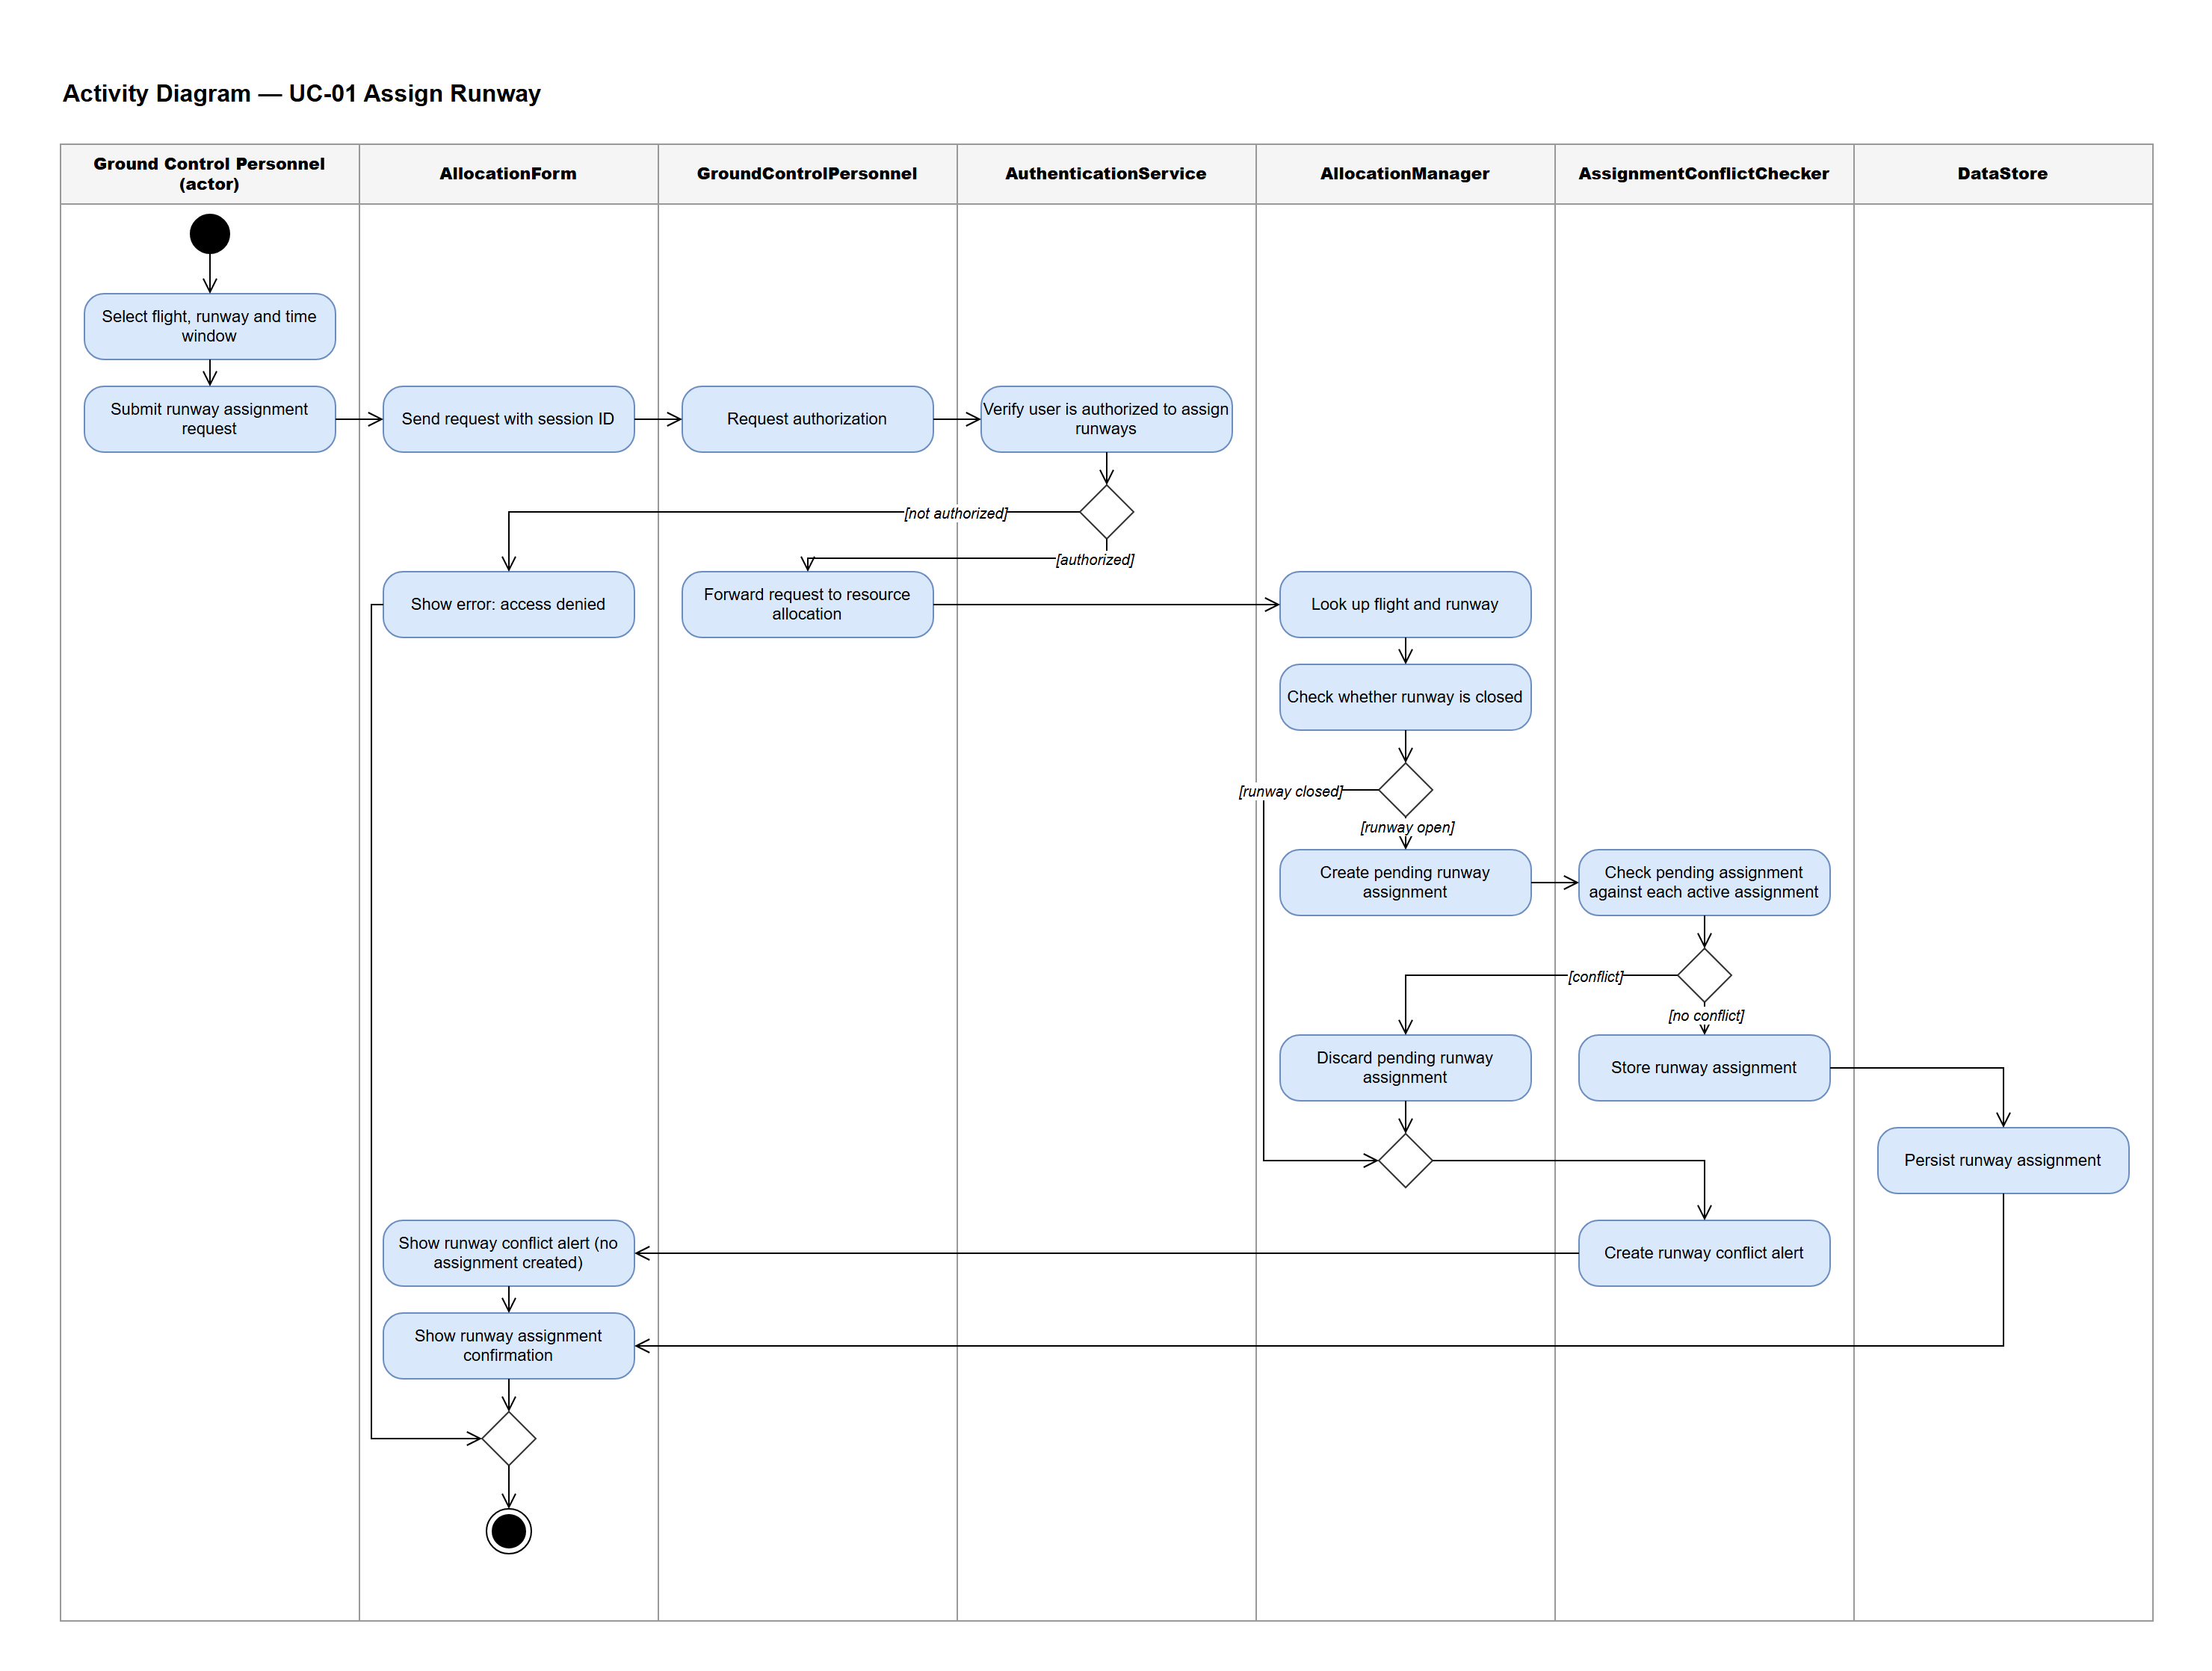 Activity Diagram — UC-01 Assign Runway
Ground Control Personnel
(actor)
AllocationForm
GroundControlPersonnel
AuthenticationService
AllocationManager
AssignmentConflictChecker
DataStore
Select flight, runway and time
window
Submit runway assignment
request
Send request with session ID
Request authorization
Verify user is authorized to assign
runways
[not authorized]
[authorized]
Show error: access denied
Forward request to resource
allocation
Look up flight and runway
Check whether runway is closed
[runway closed]
[runway open]
Create pending runway
assignment
Check pending assignment
against each active assignment
[conflict]
[no conflict]
Discard pending runway
assignment
Store runway assignment
Persist runway assignment
Show runway conflict alert (no
assignment created)
Create runway conflict alert
Show runway assignment
confirmation